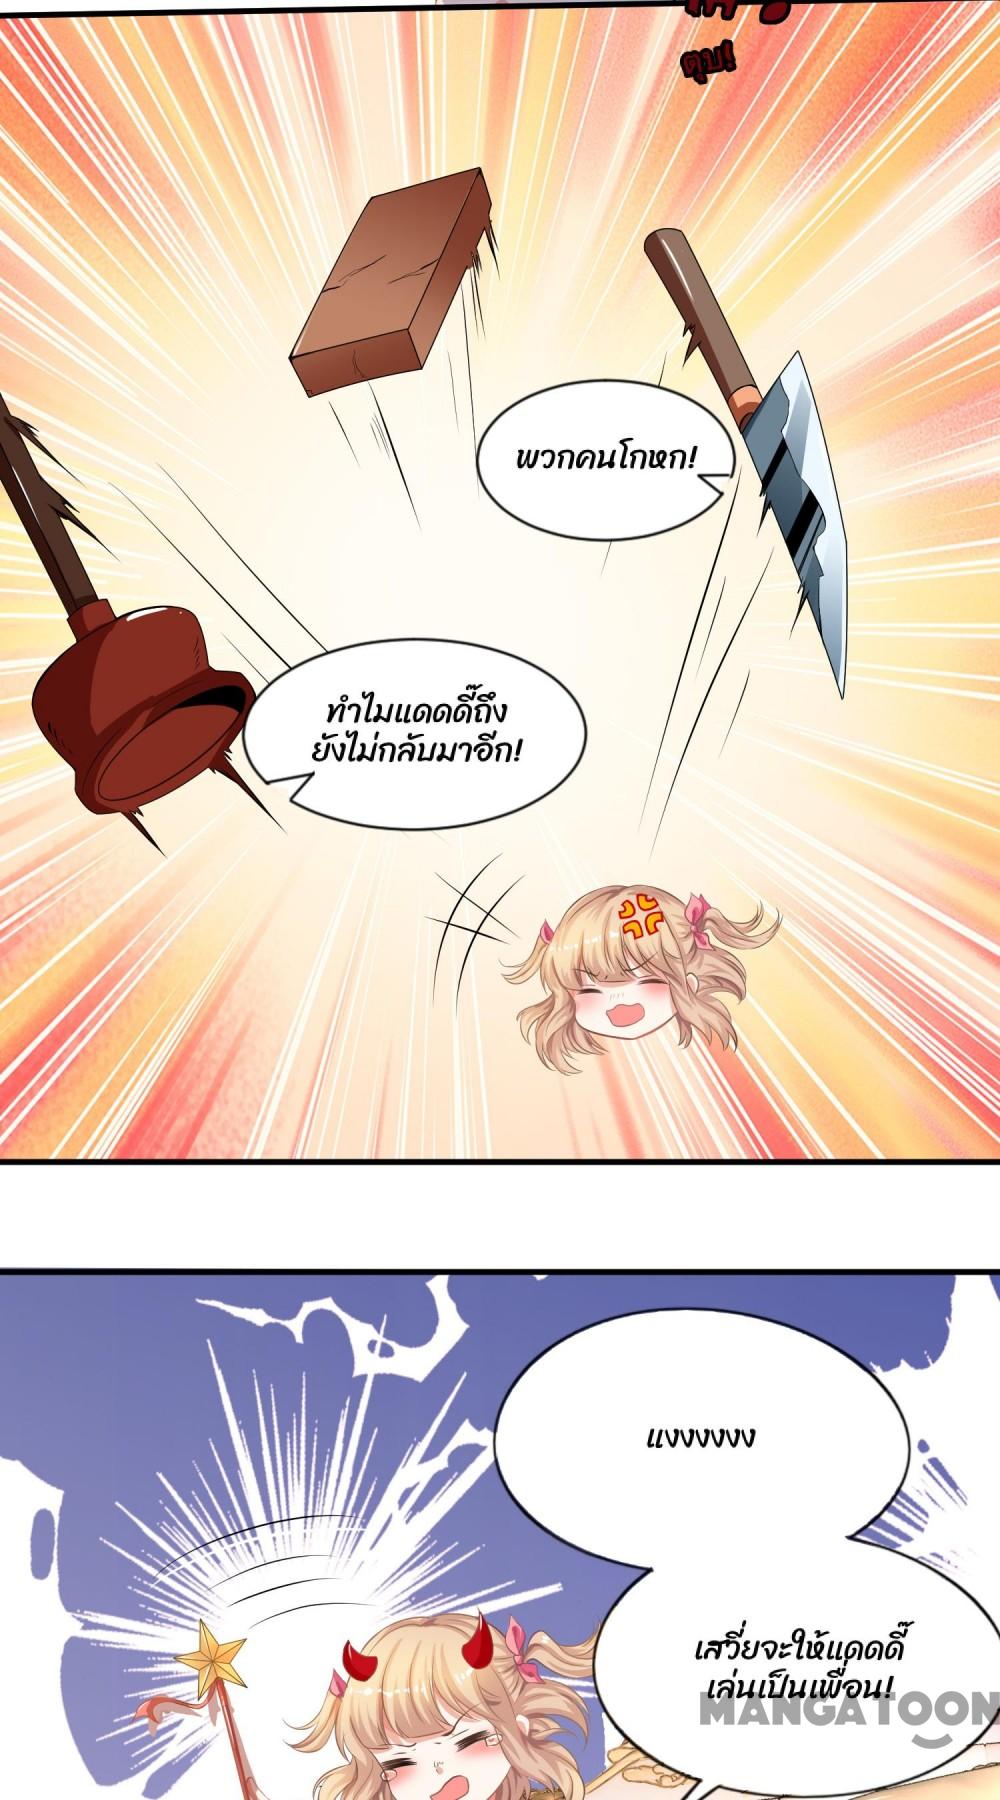 ตุบ!
พวกคนโกหก!
ทำไมแดดดี๊ถึง
ยังไม่กลับมาอีก!
แงงงงงง
เสวี่ยจะให้แดดดี๊
เล่นเป็นเพื่อน!
MANGATOON